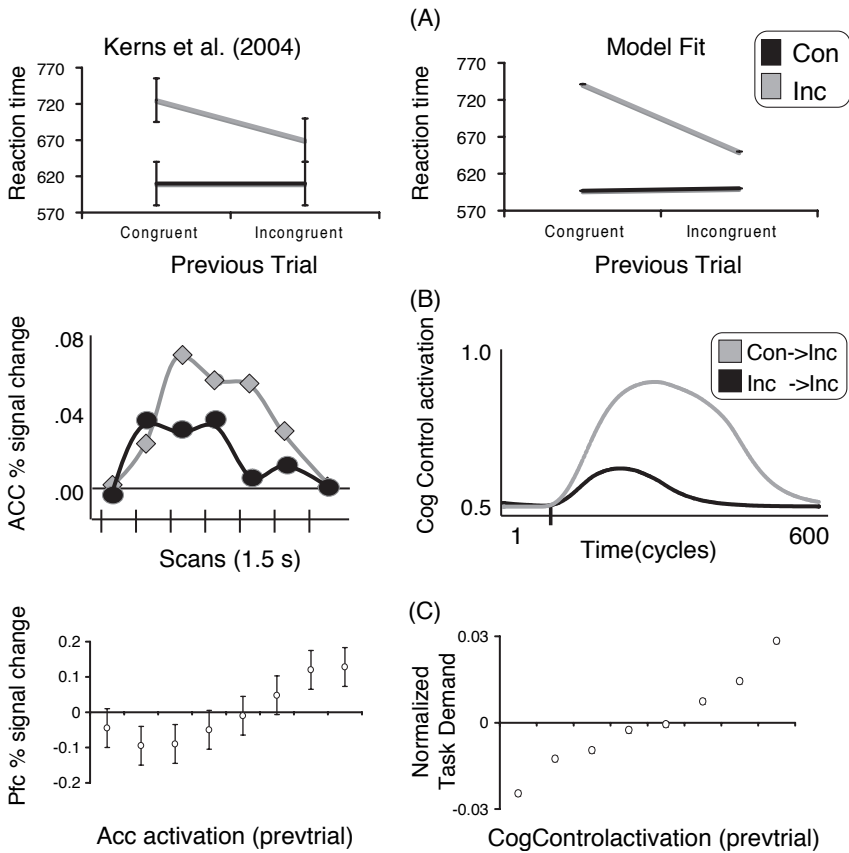 (A)
Kerns et al. (2004)
Reaction time
770
720
670
620
570
Congruent
Incongruent
Previous Trial
Model Fit
Con
Inc
Reaction time
770
720
670
620
570
Congruent
Incongruent
Previous Trial
(B)
ACC % signal change
.08
.04
.00
Scans (1.5 s)
Cog Control activation
1.0
0.5
Con->Inc
Inc ->Inc
1
600
Time(cycles)
(C)
Pfc % signal change
0.2
0.1
0
-0.1
-0.2
Acc activation (prevtrial)
Normalized
Task Demand
0.03
0
-0.03
CogControlactivation (prevtrial)